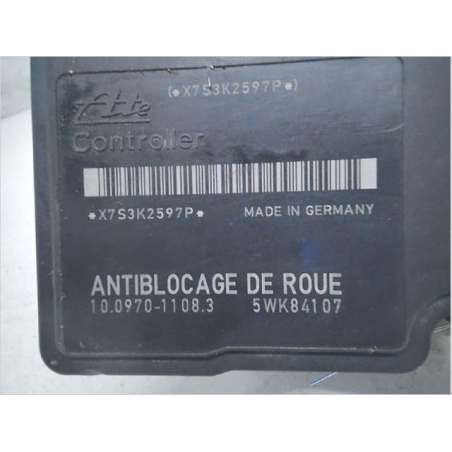 (*X7S3K2597P*)
Ate
Controller
*X7S3K2597P* MADE IN GERMANY
ANTIBLOCAGE DE ROUE
10.0970-1108.3 5WK84107